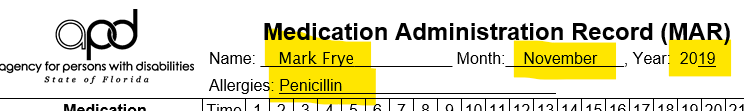 apd
agency for persons with disabilities
State of Florida
Medication Administration Record (MAR)
Name: Mark Frye Month: November, Year: 2019
Allergies: Penicillin
Medication Time 1 2 3 4 5 6 7 8 9 10 11 12 13 14 15 16 17 18 19 20 21